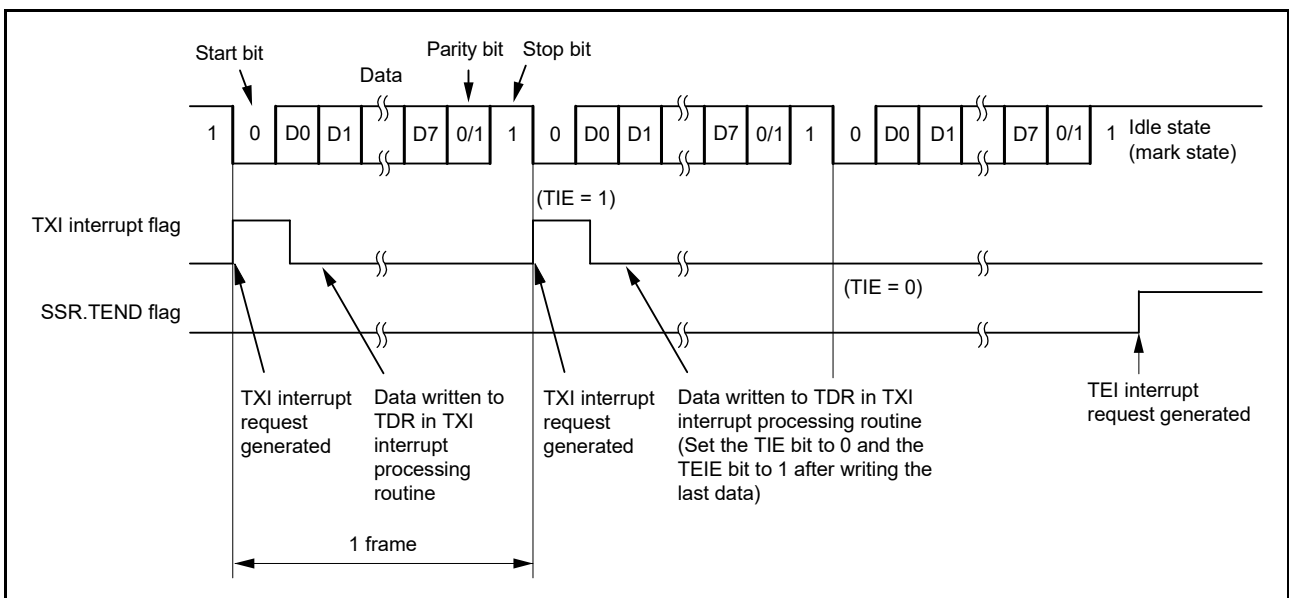 Start bit
Parity bit
Stop bit
Data
1 0 D0 D1 D7 0/1 1 0 D0 D1 D7 0/1 1 0 D0 D1 D7 0/1 1
Idle state
(mark state)
(TIE = 1)
TXI interrupt flag
(TIE = 0)
SSR.TEND flag
TXI interrupt
request
generated
Data written to
TDR in TXI
interrupt
processing
routine
TXI interrupt
request
generated
Data written to TDR in TXI
interrupt processing routine
(Set the TIE bit to 0 and the
TEIE bit to 1 after writing the
last data)
TEI interrupt
request generated
1 frame